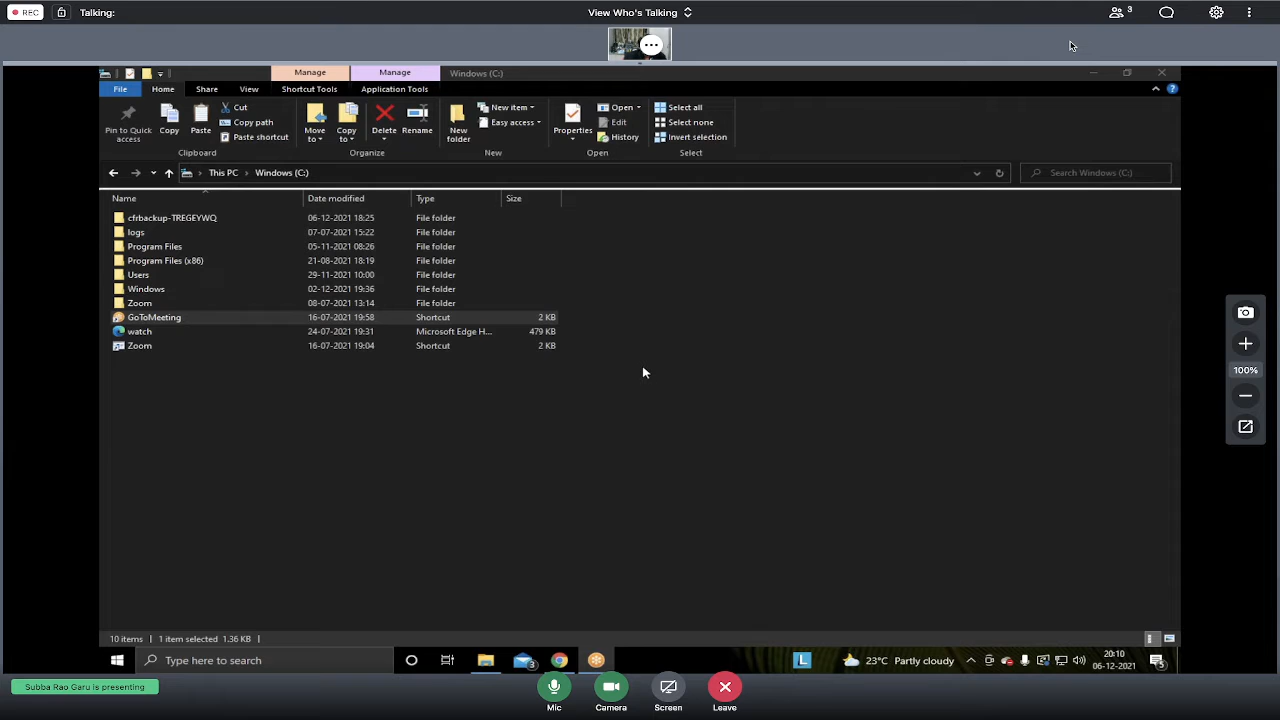 REC Talking: View Who's Talking 3
Manage Manage Windows (C:)
File Home Share View Shortcut Tools Application Tools
Pin to Quick access
Copy
Paste
Cut
Copy path
Paste shortcut
Clipboard
Move to
Copy to
Delete
Rename
Organize
New folder
New item
Easy access
New
Properties
Open
Edit
History
Open
Select all
Select none
Invert selection
Select
This PC Windows (C:) Search Windows (C:)
Name Date modified Type Size
cfrbackup-TREGEYWQ 06-12-2021 18:25 File folder
logs 07-07-2021 15:22 File folder
Program Files 05-11-2021 08:26 File folder
Program Files (x86) 21-08-2021 18:19 File folder
Users 29-11-2021 10:00 File folder
Windows 02-12-2021 19:36 File folder
Zoom 08-07-2021 13:14 File folder
GoToMeeting 16-07-2021 19:58 Shortcut 2 KB
watch 24-07-2021 19:31 Microsoft Edge H... 479 KB
Zoom 16-07-2021 19:04 Shortcut 2 KB
100%
10 items 1 item selected 1.36 KB
Type here to search 3 L 23°C Partly cloudy 20:10
06-12-2021
Subba Rao Garu is presenting
Mic Camera Screen Leave